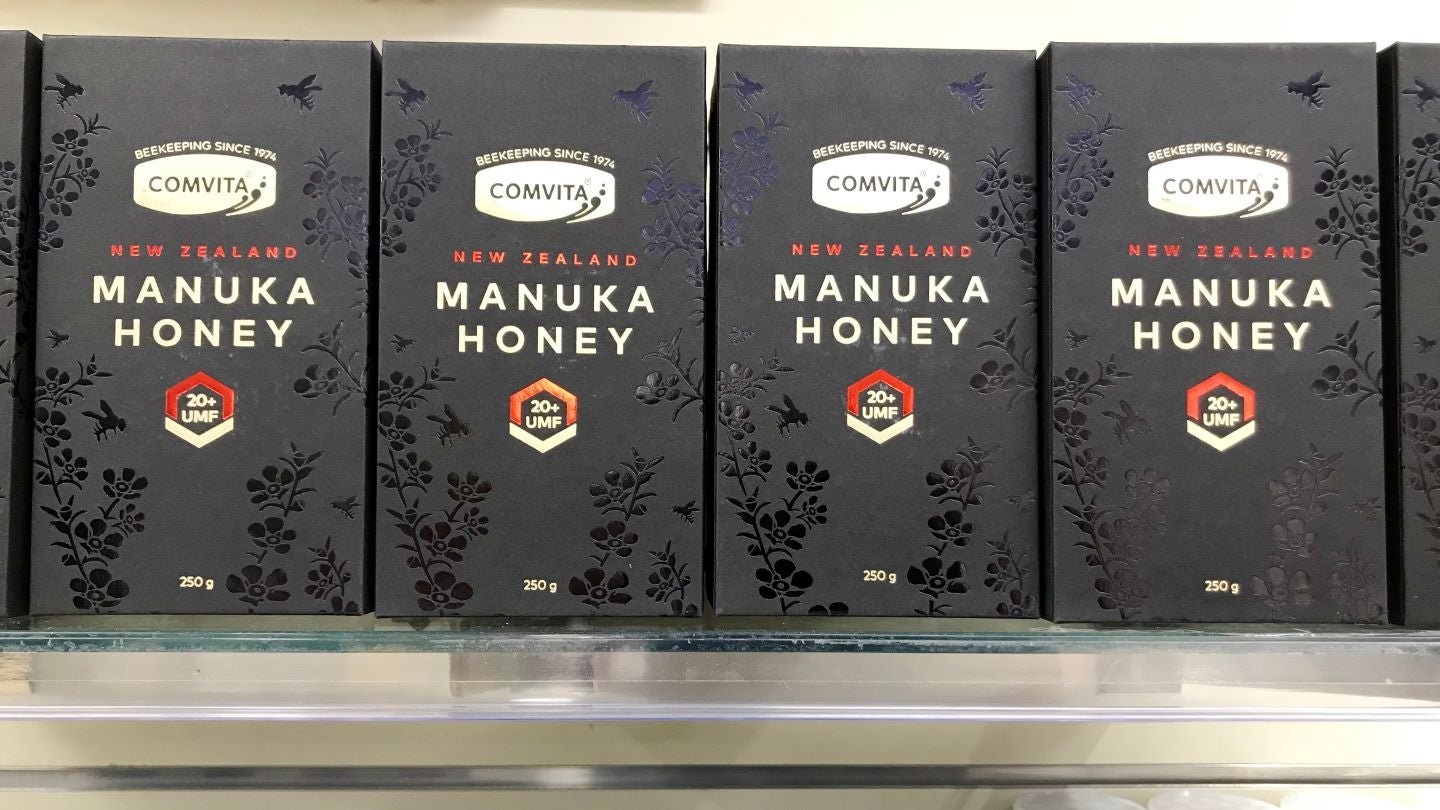 BEEKEEPING SINCE 1974
COMVITA
NEW ZEALAND
MANUKA
HONEY
20+
UMF
250 g
BEEKEEPING SINCE 1974
COMVITA
NEW ZEALAND
MANUKA
HONEY
20+
UMF
250 g
BEEKEEPING SINCE 1974
COMVITA
NEW ZEALAND
MANUKA
HONEY
20+
UMF
250 g
BEEKEEPING SINCE 1974
COMVITA
NEW ZEALAND
MANUKA
HONEY
20+
UMF
250 g